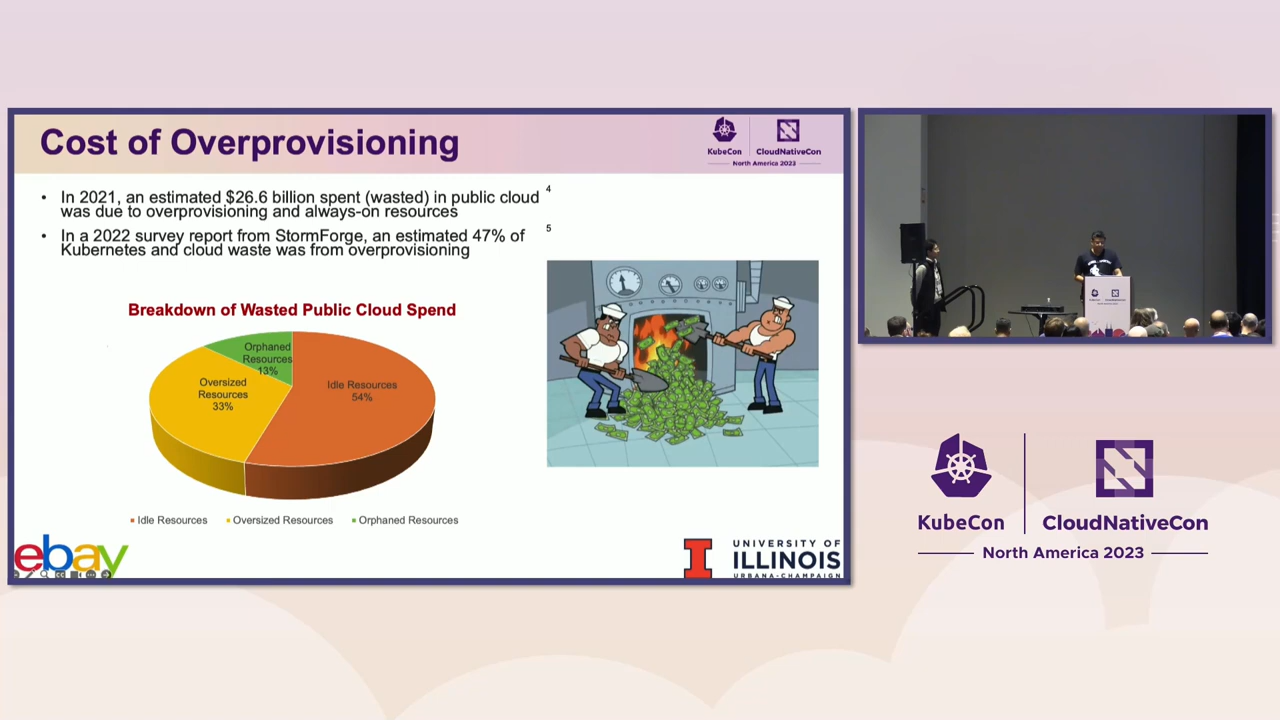 Cost of Overprovisioning
KubeCon
CloudNativeCon
North America 2023
• In 2021, an estimated $26.6 billion spent (wasted) in public cloud 4
was due to overprovisioning and always-on resources
• In a 2022 survey report from StormForge, an estimated 47% of 5
Kubernetes and cloud waste was from overprovisioning
Breakdown of Wasted Public Cloud Spend
Orphaned
Resources
13%
Oversized
Resources
33%
Idle Resources
54%
Idle Resources
Oversized Resources
Orphaned Resources
ebay
UNIVERSITY OF
ILLINOIS
URBANA-CHAMPAIGN
KubeCon
CloudNativeCon
North America 2023